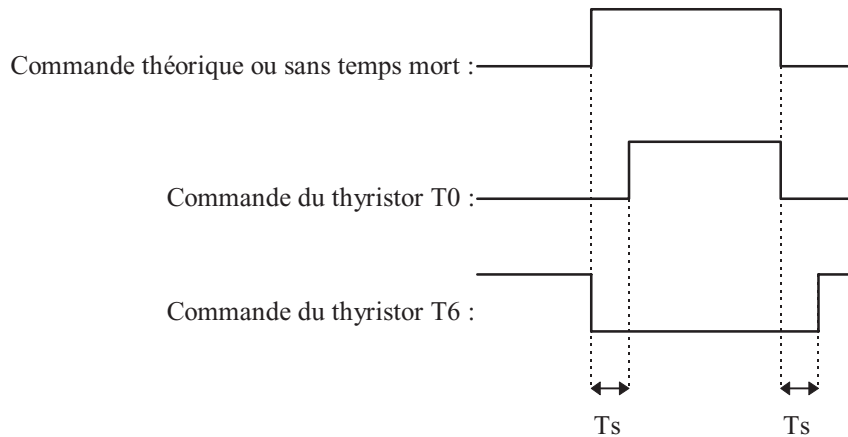 Commande théorique ou sans temps mort :
Commande du thyristor T0 :
Commande du thyristor T6 :
Ts Ts